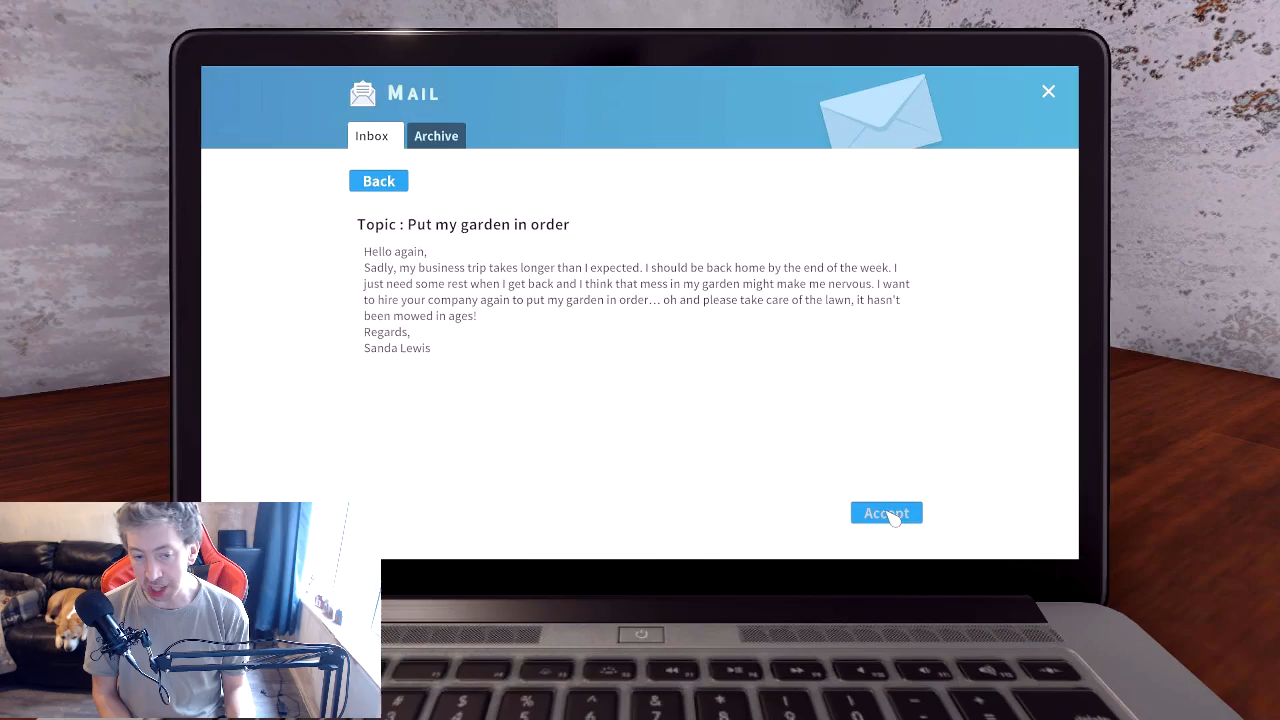 MAIL
Inbox
Archive
Back
Topic : Put my garden in order
Hello again,
Sadly, my business trip takes longer than I expected. I should be back home by the end of the week. I
just need some rest when I get back and I think that mess in my garden might make me nervous. I want
to hire your company again to put my garden in order... oh and please take care of the lawn, it hasn't
been mowed in ages!
Regards,
Sanda Lewis
Accept